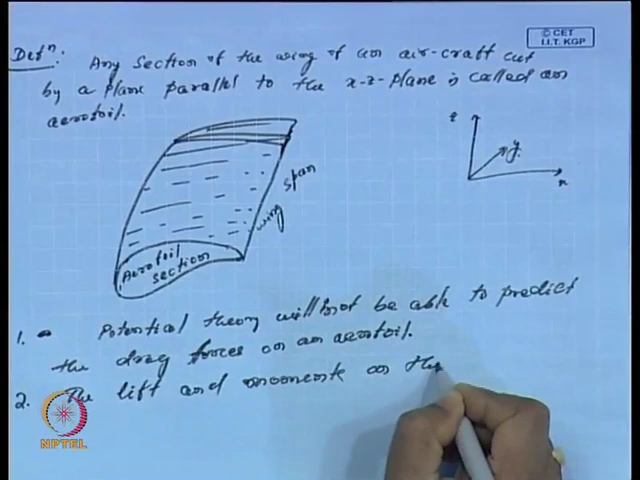 © CET
I.I.T. KGP
Defⁿ: Any section of the wing of an air-craft cut
by a plane parallel to the x-z-plane is called an
aerofoil.
z
y
x
span
wing
Aerofoil
section
1. Potential theory will not be able to predict
the drag forces on an aerofoil.
2. The lift and moments on the
NPTEL